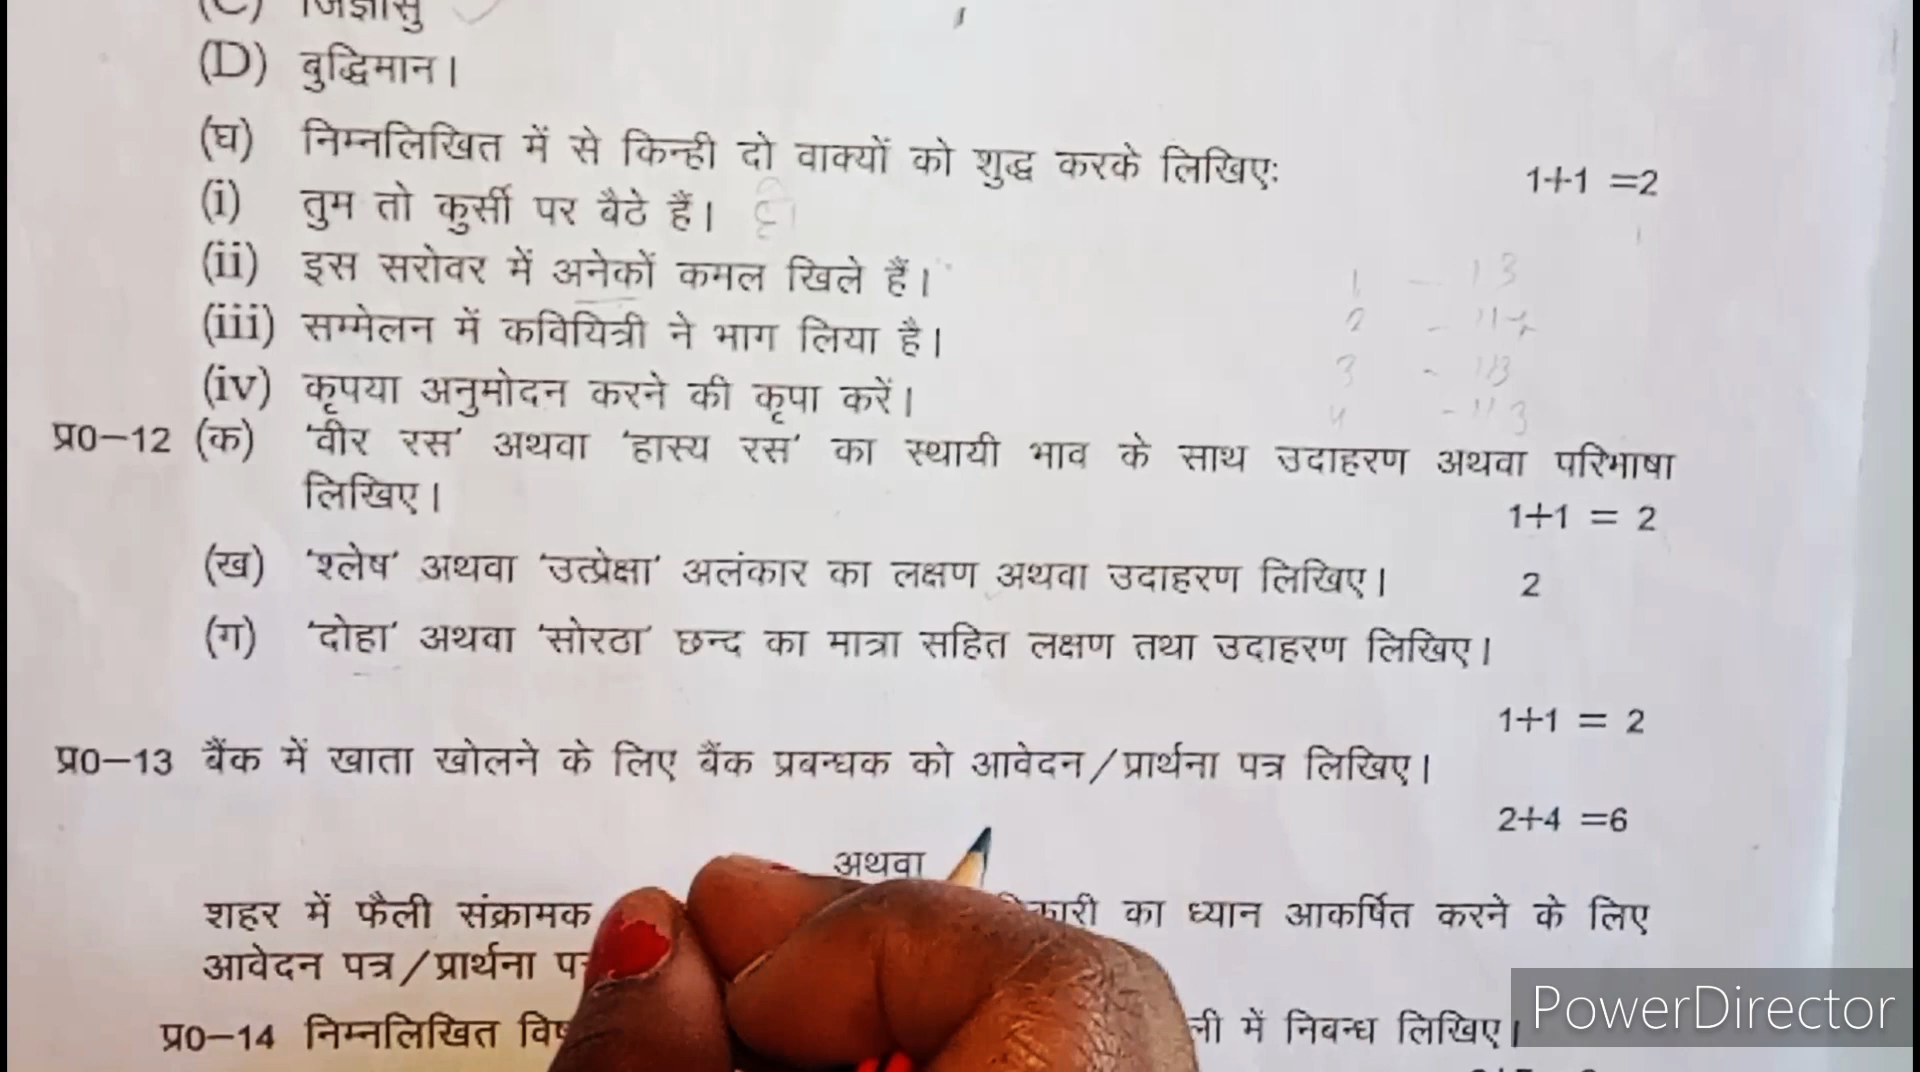 (C) जिज्ञासु
(D) बुद्धिमान।
(घ) निम्नलिखित में से किन्ही दो वाक्यों को शुद्ध करके लिखिएः 1+1 =2
(i) तुम तो कुर्सी पर बैठे हैं।
(ii) इस सरोवर में अनेकों कमल खिले हैं।
(iii) सम्मेलन में कवियित्री ने भाग लिया है।
(iv) कृपया अनुमोदन करने की कृपा करें।
प्र0–12 (क) 'वीर रस' अथवा 'हास्य रस' का स्थायी भाव के साथ उदाहरण अथवा परिभाषा
लिखिए।
1+1 = 2
(ख) 'श्लेष' अथवा 'उत्प्रेक्षा' अलंकार का लक्षण अथवा उदाहरण लिखिए। 2
(ग) 'दोहा' अथवा 'सोरठा' छन्द का मात्रा सहित लक्षण तथा उदाहरण लिखिए।
1+1 = 2
प्र0–13 बैंक में खाता खोलने के लिए बैंक प्रबन्धक को आवेदन/प्रार्थना पत्र लिखिए।
2+4 =6
अथवा
शहर में फैली संक्रामक का ध्यान आकर्षित करने के लिए
आवेदन पत्र/प्रार्थना
प्र0–14 निम्नलिखित में निबन्ध लिखिए।
PowerDirector